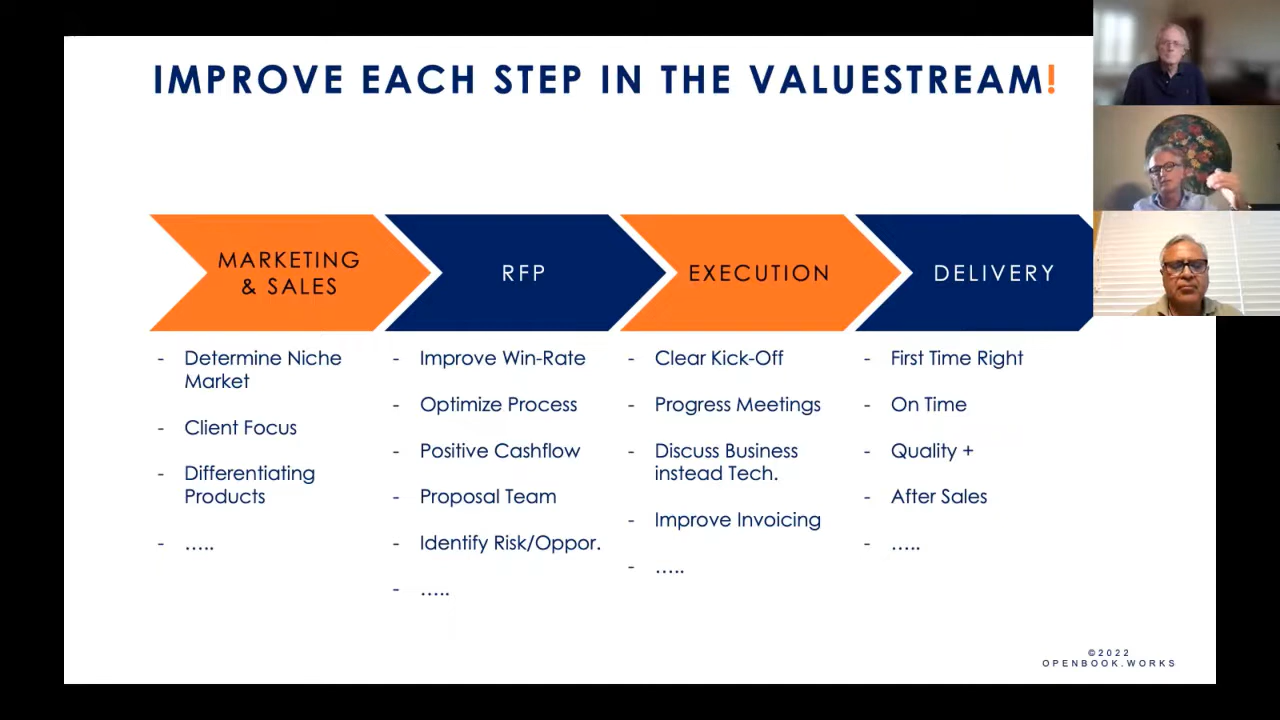 IMPROVE EACH STEP IN THE VALUESTREAM!
MARKETING
& SALES
RFP
EXECUTION
DELIVERY
- Determine Niche
Market
- Client Focus
- Differentiating
Products
- .....
- Improve Win-Rate
- Optimize Process
- Positive Cashflow
- Proposal Team
- Identify Risk/Oppor.
- .....
- Clear Kick-Off
- Progress Meetings
- Discuss Business
instead Tech.
- Improve Invoicing
- .....
- First Time Right
- On Time
- Quality +
- After Sales
- .....
©2022
OPENBOOK.WORKS